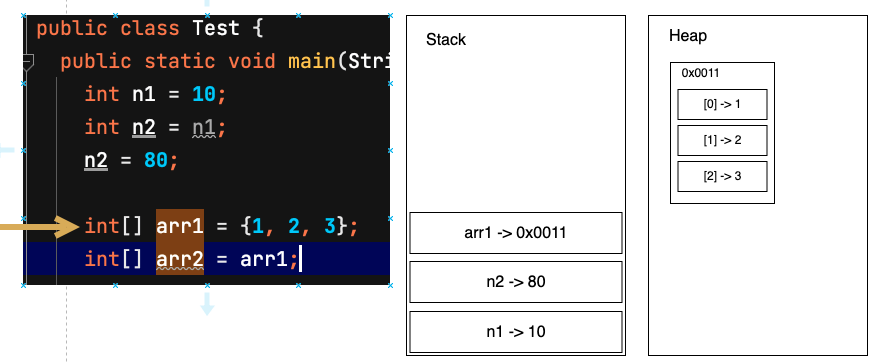 public class Test {
public static void main(Stri
int n1 = 10;
int n2 = n1;
n2 = 80;
int[] arr1 = {1, 2, 3};
int[] arr2 = arr1;
Stack
arr1 -> 0x0011
n2 -> 80
n1 -> 10
Heap
0x0011
[0] -> 1
[1] -> 2
[2] -> 3